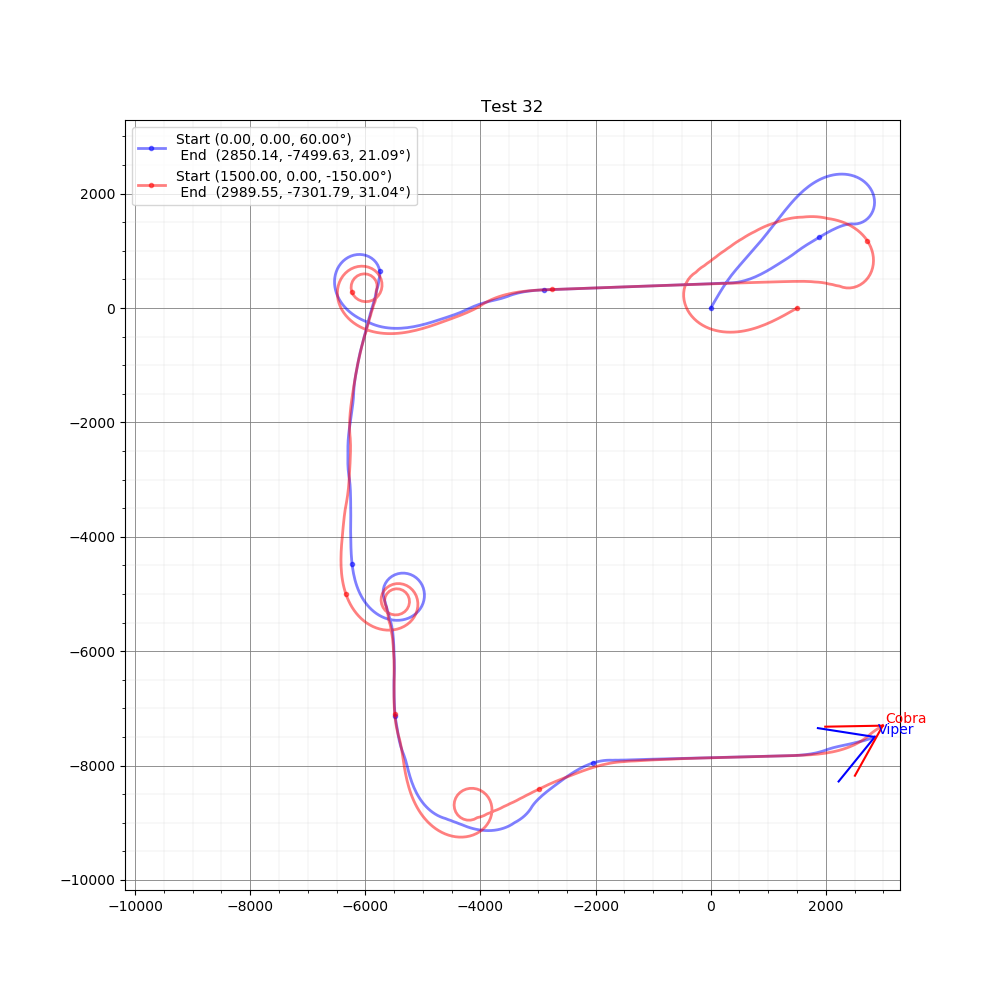 Test 32
Start (0.00, 0.00, 60.00°)
End (2850.14, -7499.63, 21.09°)
Start (1500.00, 0.00, -150.00°)
End (2989.55, -7301.79, 31.04°)
2000
0
−2000
−4000
−6000
−8000
−10000
Cobra
Viper
−10000 −8000 −6000 −4000 −2000 0 2000